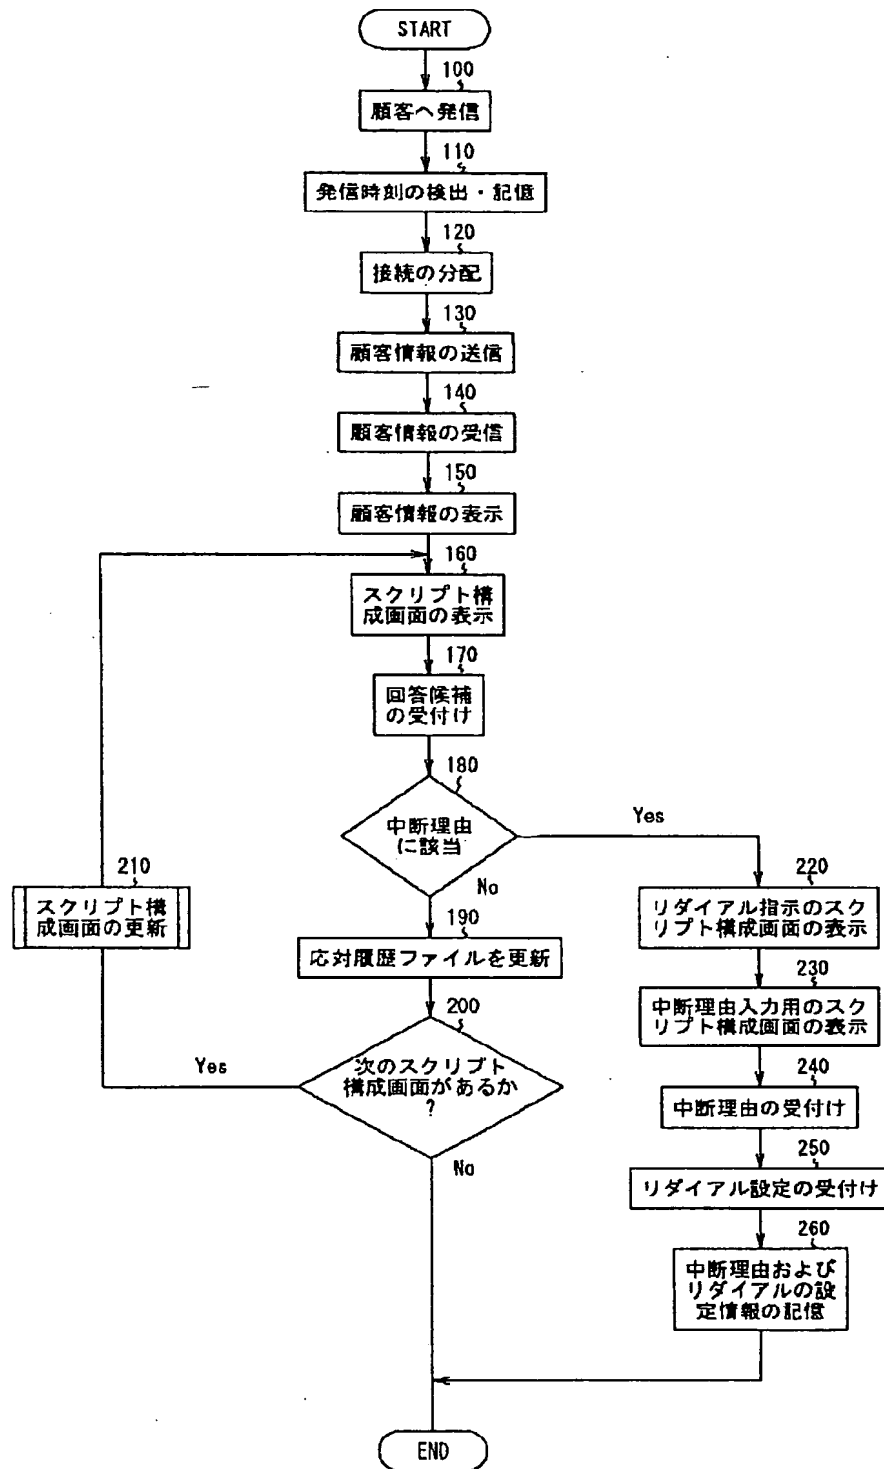 START
100
顧客へ発信
110
発信時刻の検出・記憶
120
接続の分配
130
顧客情報の送信
140
顧客情報の受信
150
顧客情報の表示
160
スクリプト構
成画面の表示
170
回答候補
の受付け
180
中断理由
に該当
Yes
No
190
応対履歴ファイルを更新
200
次のスクリプト
構成画面があるか
?
Yes
No
210
スクリプト構
成画面の更新
220
リダイアル指示のスク
リプト構成画面の表示
230
中断理由入力用のスク
リプト構成画面の表示
240
中断理由の受付け
250
リダイアル設定の受付け
260
中断理由および
リダイアルの設
定情報の記憶
END